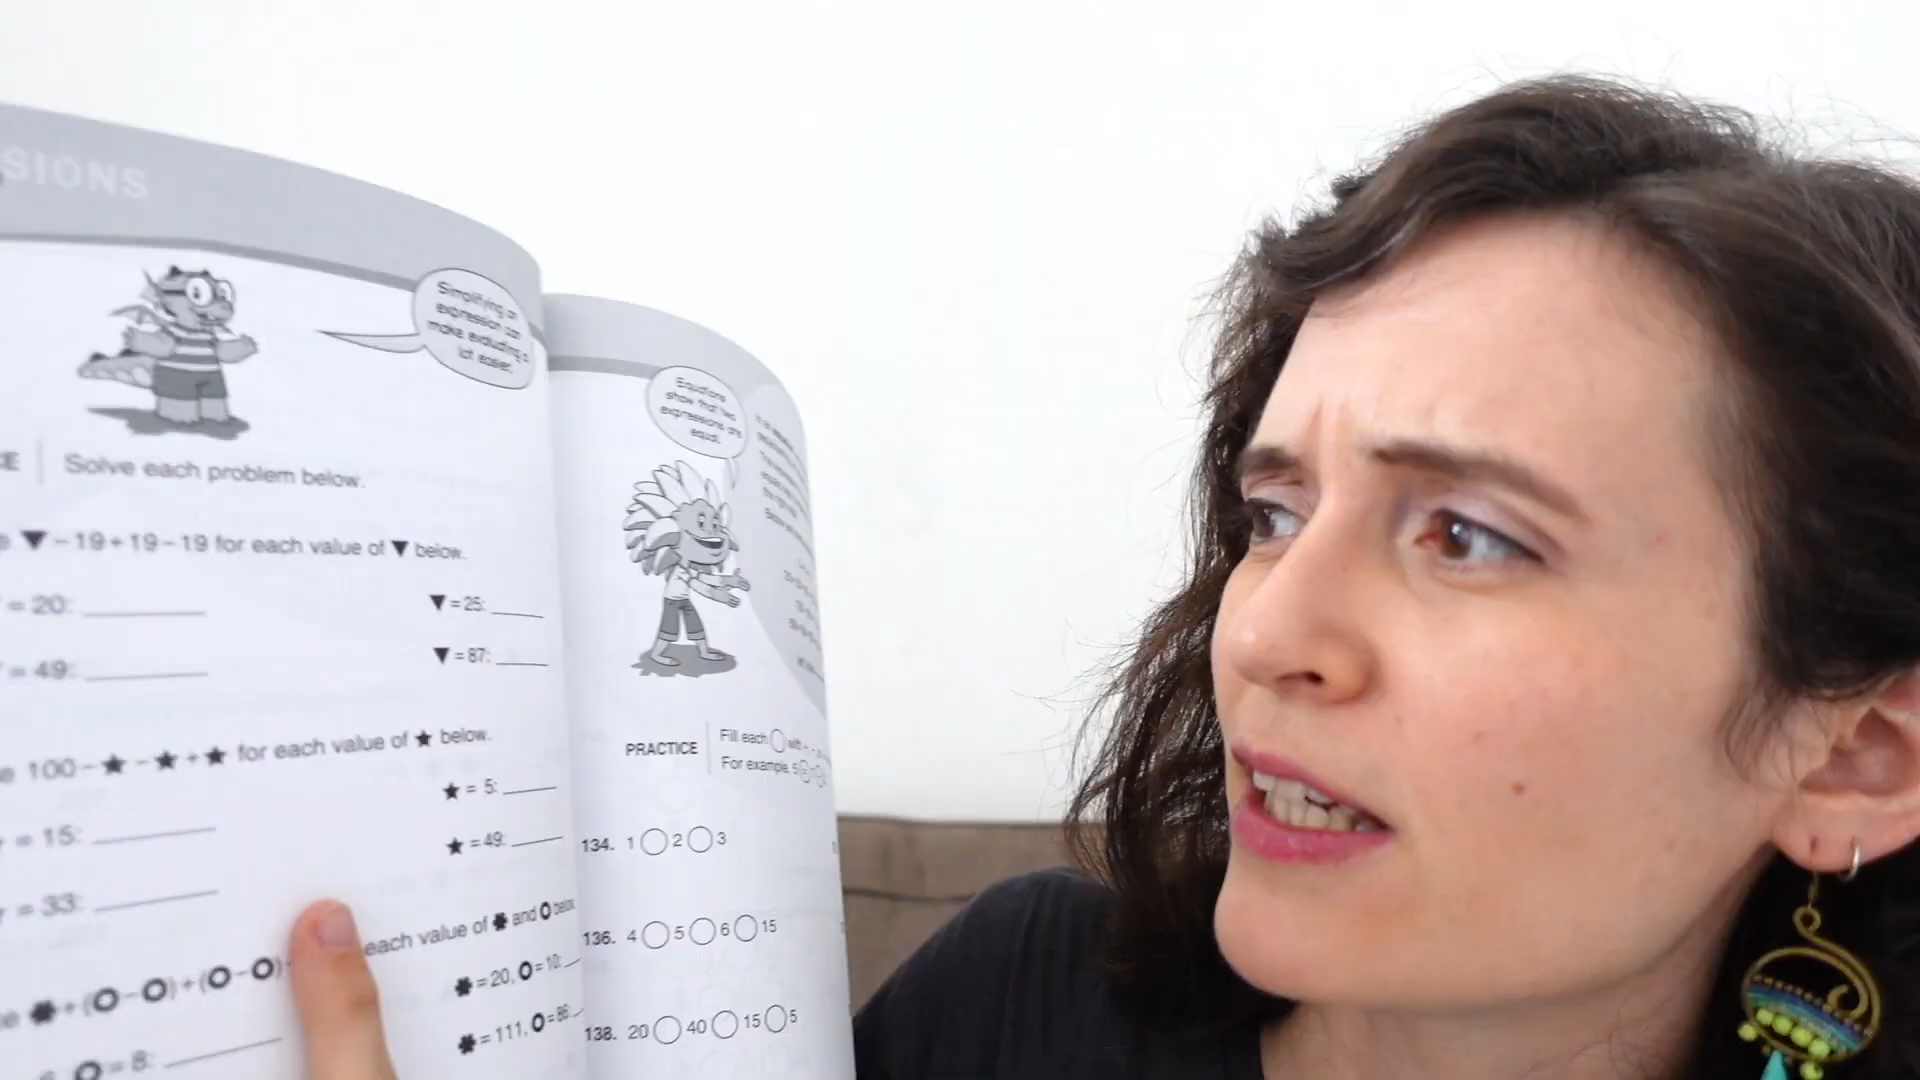 SIONS
Simplifying an
expression can
make evaluating a
lot easier.
Solve each problem below.
▼ - 19 + 19 - 19 for each value of ▼ below.
= 20:
▼ = 25:
= 49:
▼ = 87:
100 - ★ - ★ + ★ for each value of ★ below.
★ = 5:
= 15:
★ = 49:
= 33:
each value of ✽ and O below.
✽ + (O - O) + (O - O)
✽ = 20, O = 10:
✽ = 111, O = 86:
O = 8:
Equations
show that two
expressions are
equal.
PRACTICE
Fill each ◯ with
For example, 5
134. 1 ◯ 2 ◯ 3
136. 4 ◯ 5 ◯ 6 ◯ 15
138. 20 ◯ 40 ◯ 15 ◯ 5